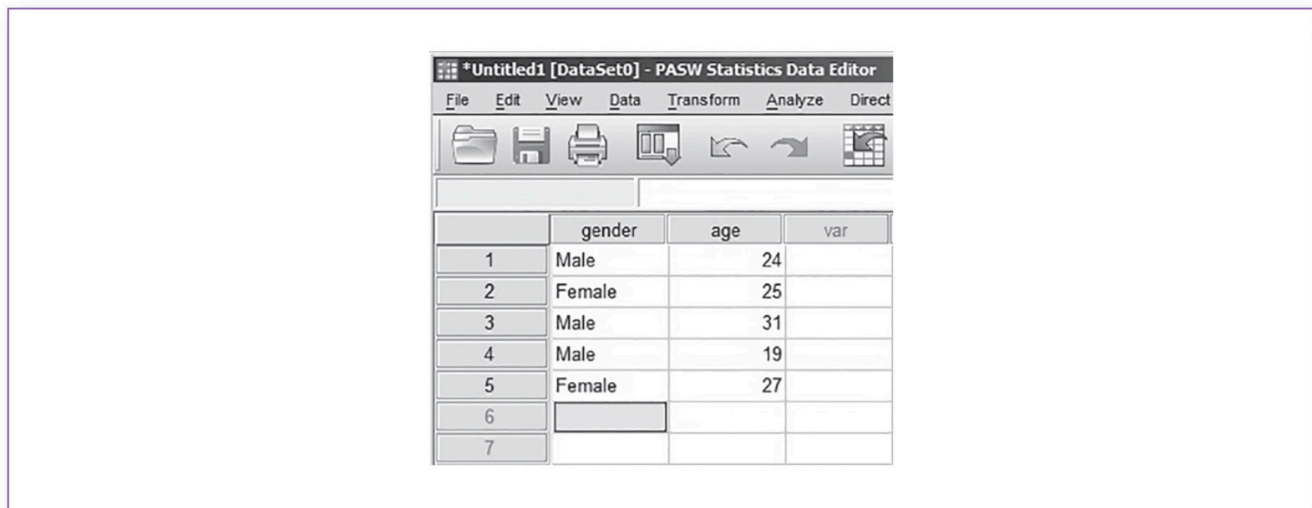 *Untitled1 [DataSet0] - PASW Statistics Data Editor
File Edit View Data Transform Analyze Direct
gender age var
1 Male 24
2 Female 25
3 Male 31
4 Male 19
5 Female 27
6
7